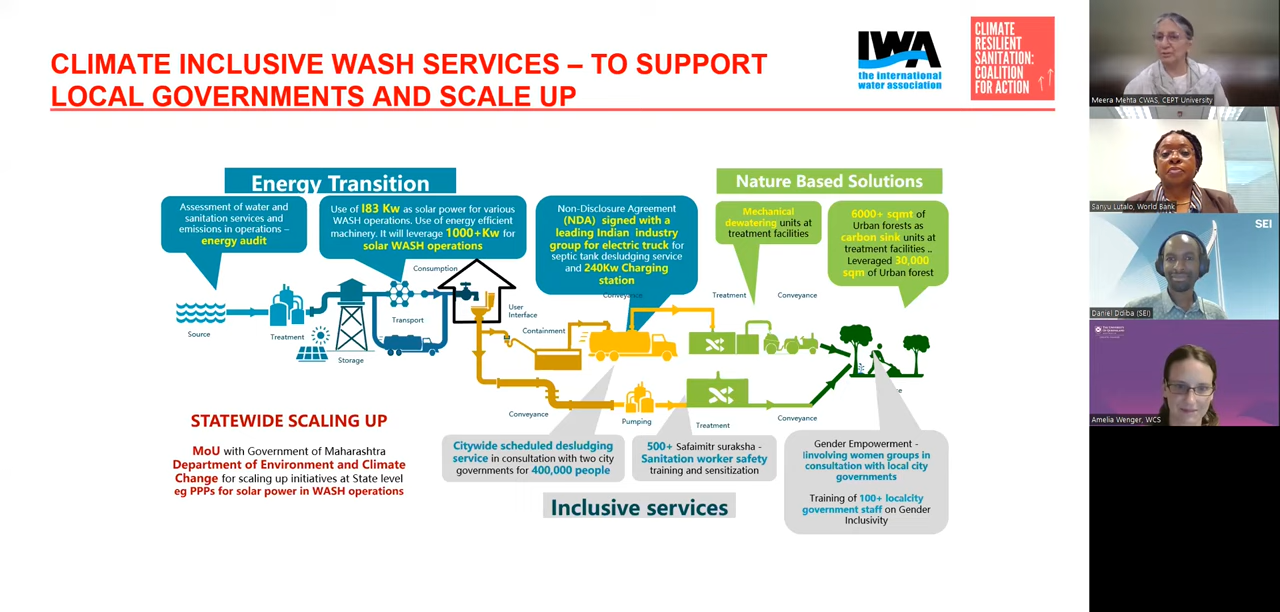 CLIMATE INCLUSIVE WASH SERVICES – TO SUPPORT
LOCAL GOVERNMENTS AND SCALE UP
IWA
the international
water association
CLIMATE
RESILIENT
SANITATION:
COALITION
FOR ACTION
Energy Transition
Nature Based Solutions
Assessment of water and
sanitation services and
emissions in operations –
energy audit
Use of I83 Kw as solar power for various
WASH operations. Use of energy efficient
machinery. It will leverage 1000+Kw for
solar WASH operations
Non-Disclosure Agreement
(NDA) signed with a
leading Indian industry
group for electric truck for
septic tank desludging service
and 240Kw Charging
station
Mechanical
dewatering units at
treatment facilities
6000+ sqmt of
Urban forests as
carbon sink units at
treatment facilities ..
Leveraged 30,000
sqm of Urban forest
Consumption
Conveyance
Treatment
Conveyance
User
Interface
Source
Treatment
Storage
Transport
Containment
Conveyance
Pumping
Treatment
Conveyance
STATEWIDE SCALING UP
MoU with Government of Maharashtra
Department of Environment and Climate
Change for scaling up initiatives at State level
eg PPPs for solar power in WASH operations
Citywide scheduled desludging
service in consultation with two city
governments for 400,000 people
500+ Safaimitr suraksha -
Sanitation worker safety
training and sensitization
Gender Empowerment -
Iinvolving women groups in
consultation with local city
governments
Training of 100+ localcity
government staff on Gender
Inclusivity
Inclusive services
Meera Mehta CWAS, CEPT University
Sanyu Lutalo, World Bank
SEI
Daniel Ddiba (SEI)
Amelia Wenger, WCS